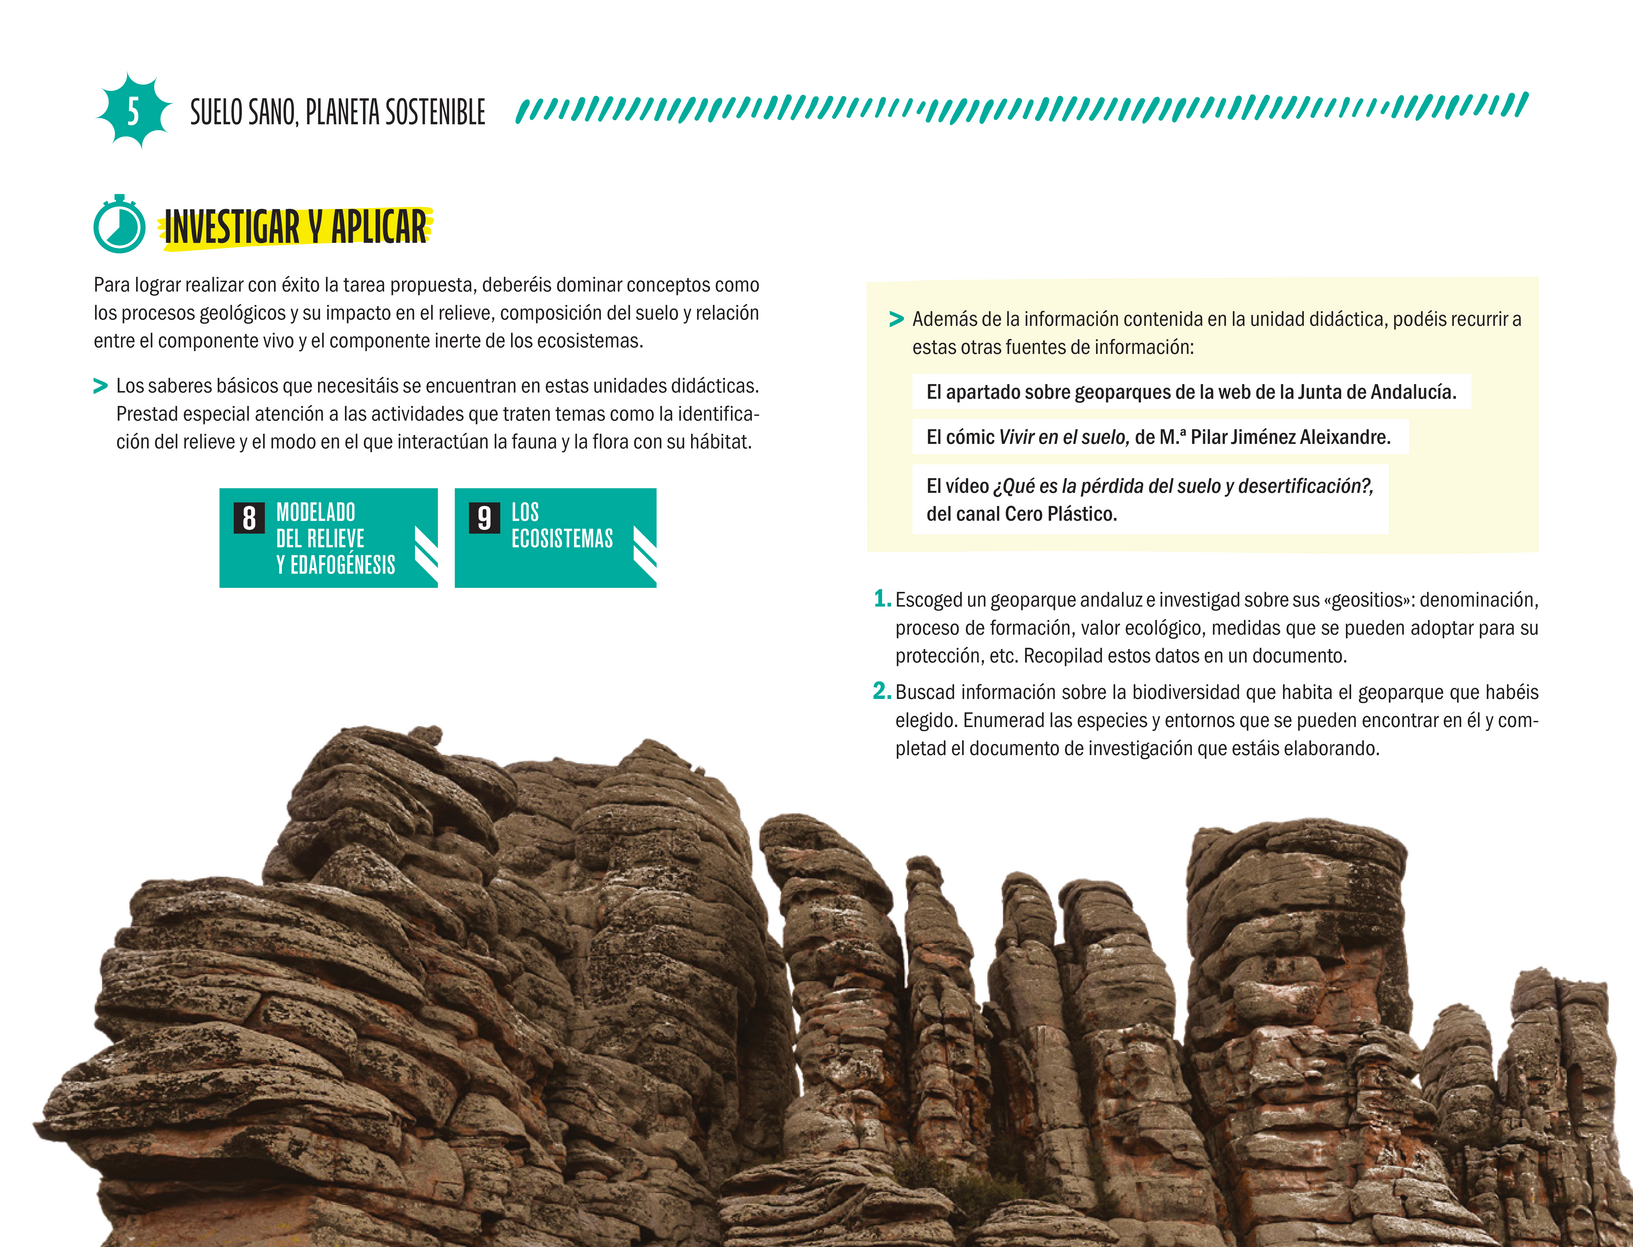 5
SUELO SANO, PLANETA SOSTENIBLE
INVESTIGAR Y APLICAR
Para lograr realizar con éxito la tarea propuesta, deberéis dominar conceptos como
los procesos geológicos y su impacto en el relieve, composición del suelo y relación
entre el componente vivo y el componente inerte de los ecosistemas.
> Los saberes básicos que necesitáis se encuentran en estas unidades didácticas.
Prestad especial atención a las actividades que traten temas como la identifica-
ción del relieve y el modo en el que interactúan la fauna y la flora con su hábitat.
8 MODELADO
DEL RELIEVE
Y EDAFOGÉNESIS
9 LOS
ECOSISTEMAS
> Además de la información contenida en la unidad didáctica, podéis recurrir a
estas otras fuentes de información:
El apartado sobre geoparques de la web de la Junta de Andalucía.
El cómic Vivir en el suelo, de M.ª Pilar Jiménez Aleixandre.
El vídeo ¿Qué es la pérdida del suelo y desertificación?,
del canal Cero Plástico.
1. Escoged un geoparque andaluz e investigad sobre sus «geositios»: denominación,
proceso de formación, valor ecológico, medidas que se pueden adoptar para su
protección, etc. Recopilad estos datos en un documento.
2. Buscad información sobre la biodiversidad que habita el geoparque que habéis
elegido. Enumerad las especies y entornos que se pueden encontrar en él y com-
pletad el documento de investigación que estáis elaborando.